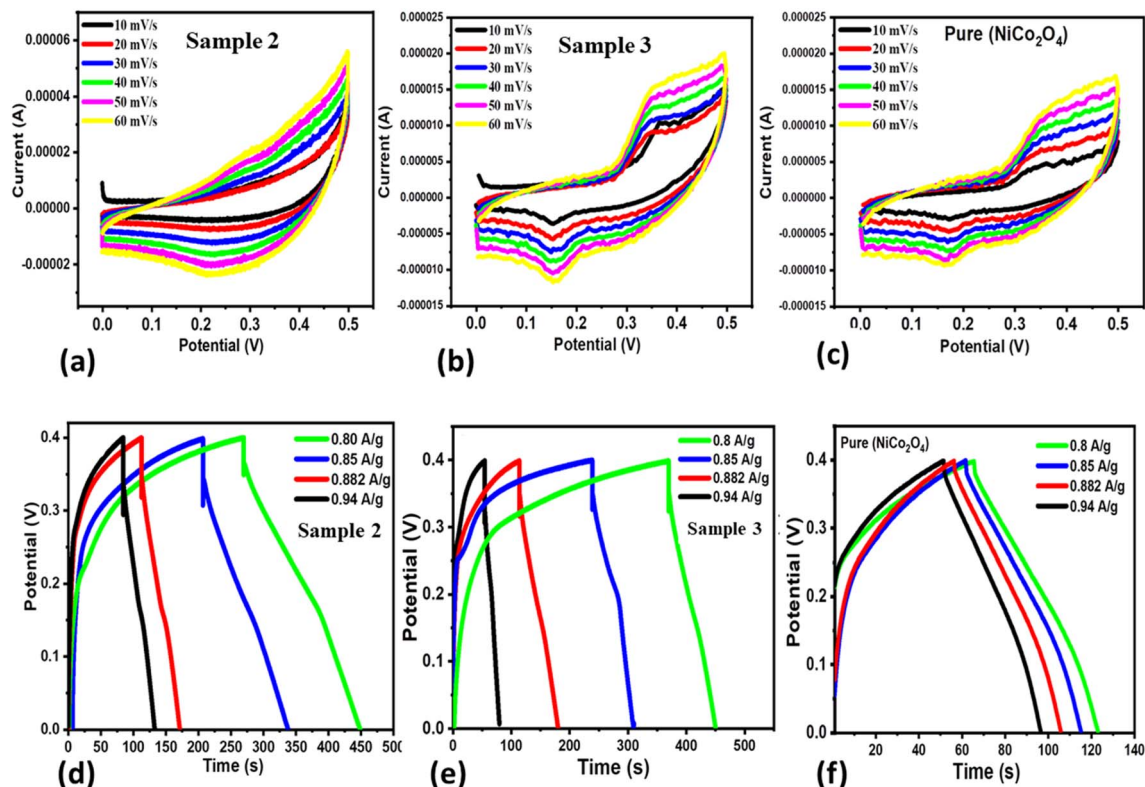 0.00006
0.00004
0.00002
0.00000
-0.00002
Current (A)
10 mV/s
20 mV/s
30 mV/s
40 mV/s
50 mV/s
60 mV/s
Sample 2
0.0 0.1 0.2 0.3 0.4 0.5
Potential (V)
(a)
0.000025
0.000020
0.000015
0.000010
0.000005
0.000000
-0.000005
-0.000010
-0.000015
Current (A)
10 mV/s
20 mV/s
30 mV/s
40 mV/s
50 mV/s
60 mV/s
Sample 3
0.0 0.1 0.2 0.3 0.4 0.5
Potential (V)
(b)
0.000025
0.000020
0.000015
0.000010
0.000005
0.000000
-0.000005
-0.000010
-0.000015
Current (A)
10 mV/s
20 mV/s
30 mV/s
40 mV/s
50 mV/s
60 mV/s
Pure (NiCo₂O₄)
0.0 0.1 0.2 0.3 0.4 0.5
Potential (V)
(c)
0.4
0.3
0.2
0.1
0.0
Potential (V)
0.80 A/g
0.85 A/g
0.882 A/g
0.94 A/g
Sample 2
0 50 100 150 200 250 300 350 400 450 500
Time (s)
(d)
0.5
0.4
0.3
0.2
0.1
0.0
Potential (V)
0.8 A/g
0.85 A/g
0.882 A/g
0.94 A/g
Sample 3
0 100 200 300 400 500
Time (s)
(e)
0.4
0.3
0.2
0.1
0.0
Potential (V)
Pure (NiCo₂O₄)
0.8 A/g
0.85 A/g
0.882 A/g
0.94 A/g
20 40 60 80 100 120 140
Time (s)
(f)